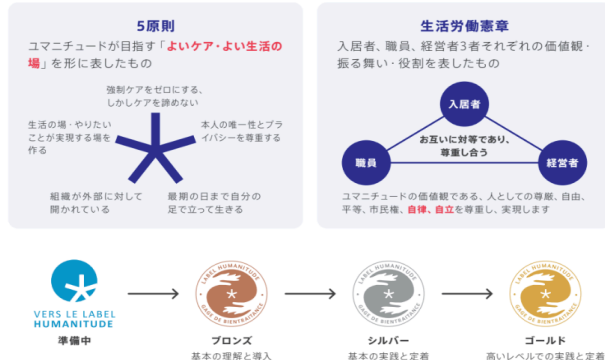 5原則
ユマニチュードが目指す「よいケア・よい生活の
場」を形に表したもの
強制ケアをゼロにする、
しかしケアを諦めない
生活の場・やりたい
ことが実現する場を
作る
本人の唯一性とプラ
イバシーを尊重する
組織が外部に対して
開かれている
最期の日まで自分の
足で立って生きる
生活労働憲章
入居者、職員、経営者3者それぞれの価値観・
振る舞い・役割を表したもの
入居者
お互いに対等であり、
尊重し合う
職員
経営者
ユマニチュードの価値観である、人としての尊厳、自由、
平等、市民権、自律、自立を尊重し、実現します
VERS LE LABEL
HUMANITUDE
準備中
LABEL HUMANITUDE
GAGE DE BIENTRAITANCE
ブロンズ
基本の理解と導入
LABEL HUMANITUDE
GAGE DE BIENTRAITANCE
シルバー
基本の実践と定着
LABEL HUMANITUDE
GAGE DE BIENTRAITANCE
ゴールド
高いレベルでの実践と定着